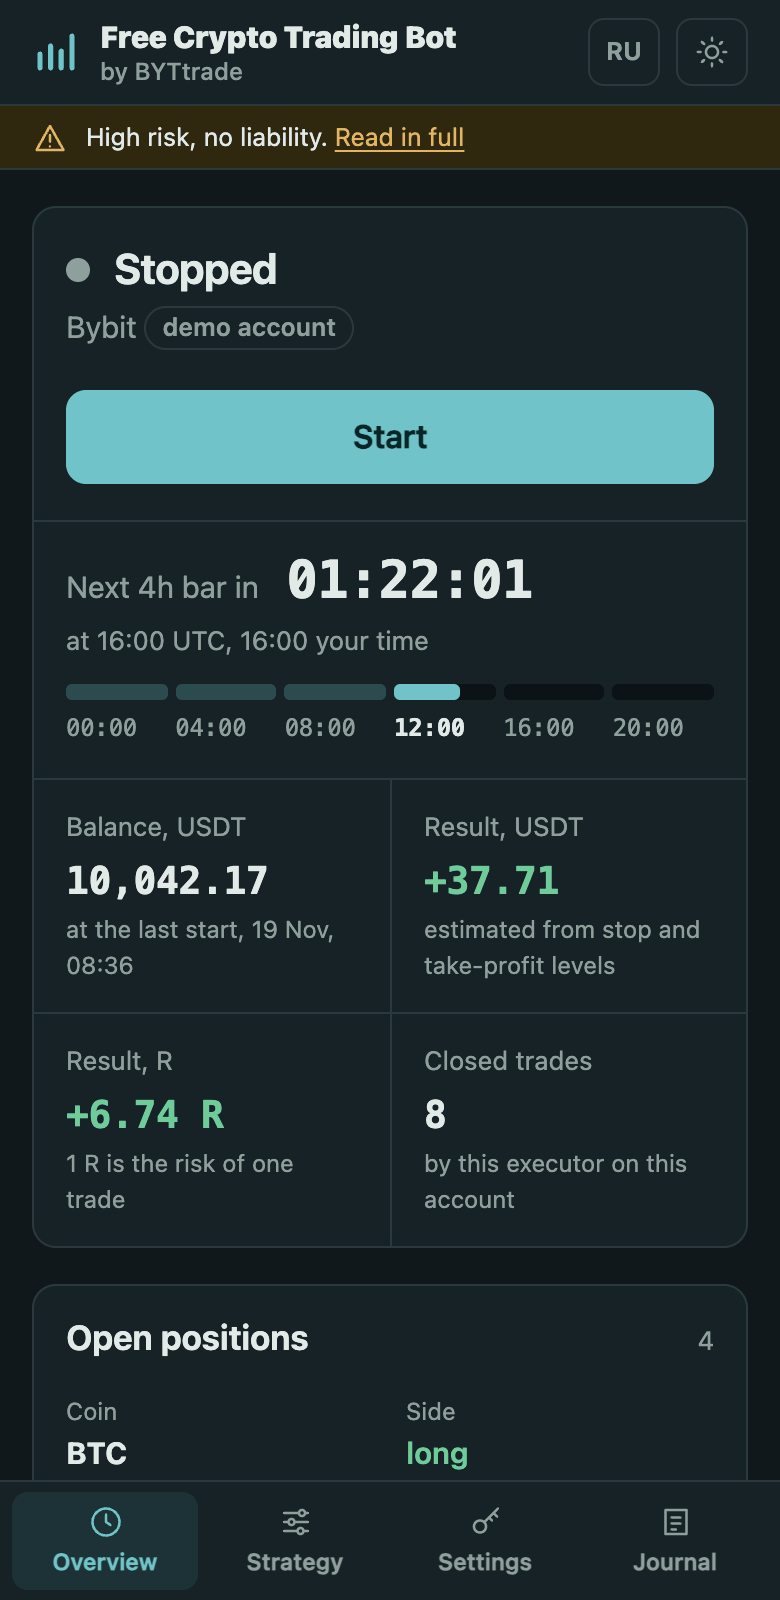 Free Crypto Trading Bot
by BYTtrade
RU
High risk, no liability. Read in full
Stopped
Bybit demo account
Start
Next 4h bar in 01:22:01
at 16:00 UTC, 16:00 your time
00:00 04:00 08:00 12:00 16:00 20:00
Balance, USDT
10,042.17
at the last start, 19 Nov,
08:36
Result, USDT
+37.71
estimated from stop and
take-profit levels
Result, R
+6.74 R
1 R is the risk of one
trade
Closed trades
8
by this executor on this
account
Open positions 4
Coin
BTC
Side
long
Overview Strategy Settings Journal